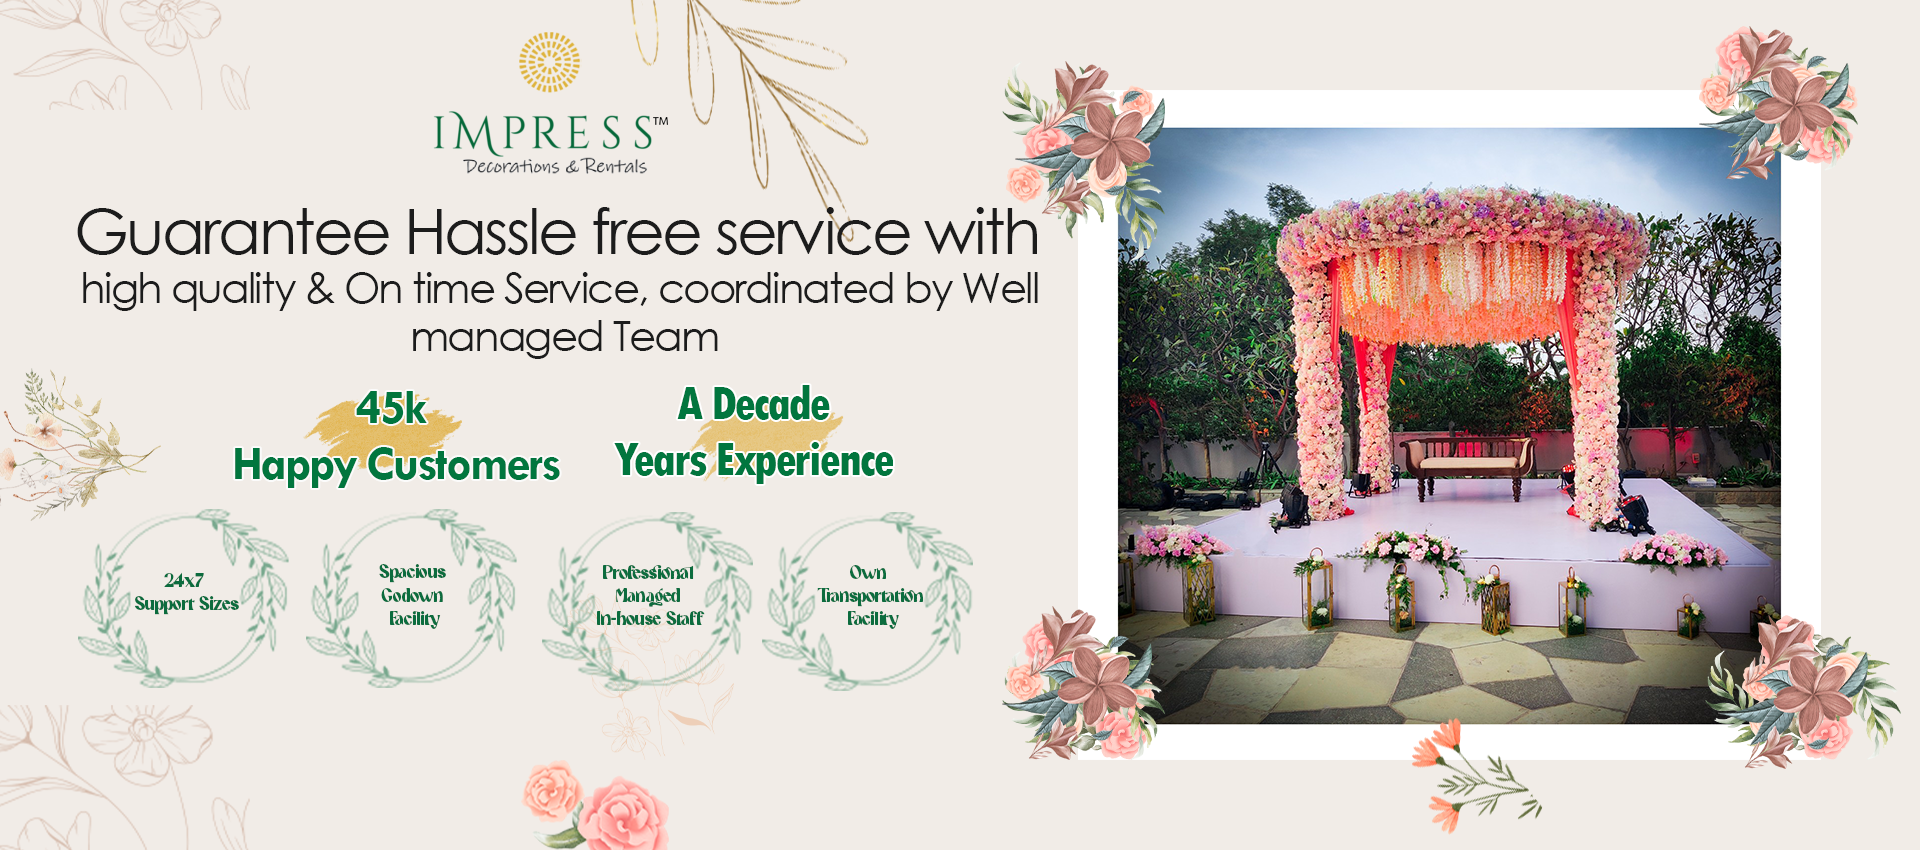 IMPRESS™
Decorations & Rentals
Guarantee Hassle free service with
high quality & On time Service, coordinated by Well
managed Team
45k
Happy Customers
A Decade
Years Experience
24x7
Support Sizes
Spacious
Godown
Facility
Professional
Managed
In-house Staff
Own
Transportation
Facility